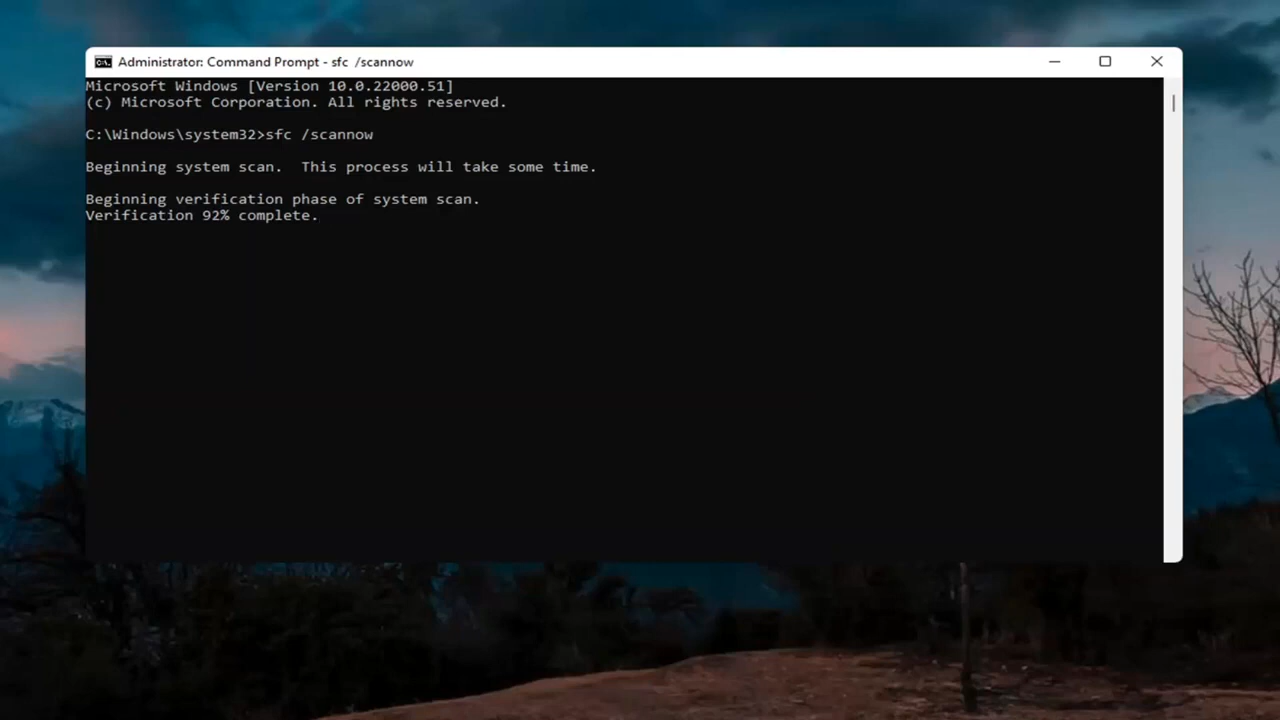 Administrator: Command Prompt - sfc  /scannow
Microsoft Windows [Version 10.0.22000.51]
(c) Microsoft Corporation. All rights reserved.
C:\Windows\system32>sfc /scannow
Beginning system scan.  This process will take some time.
Beginning verification phase of system scan.
Verification 92% complete.